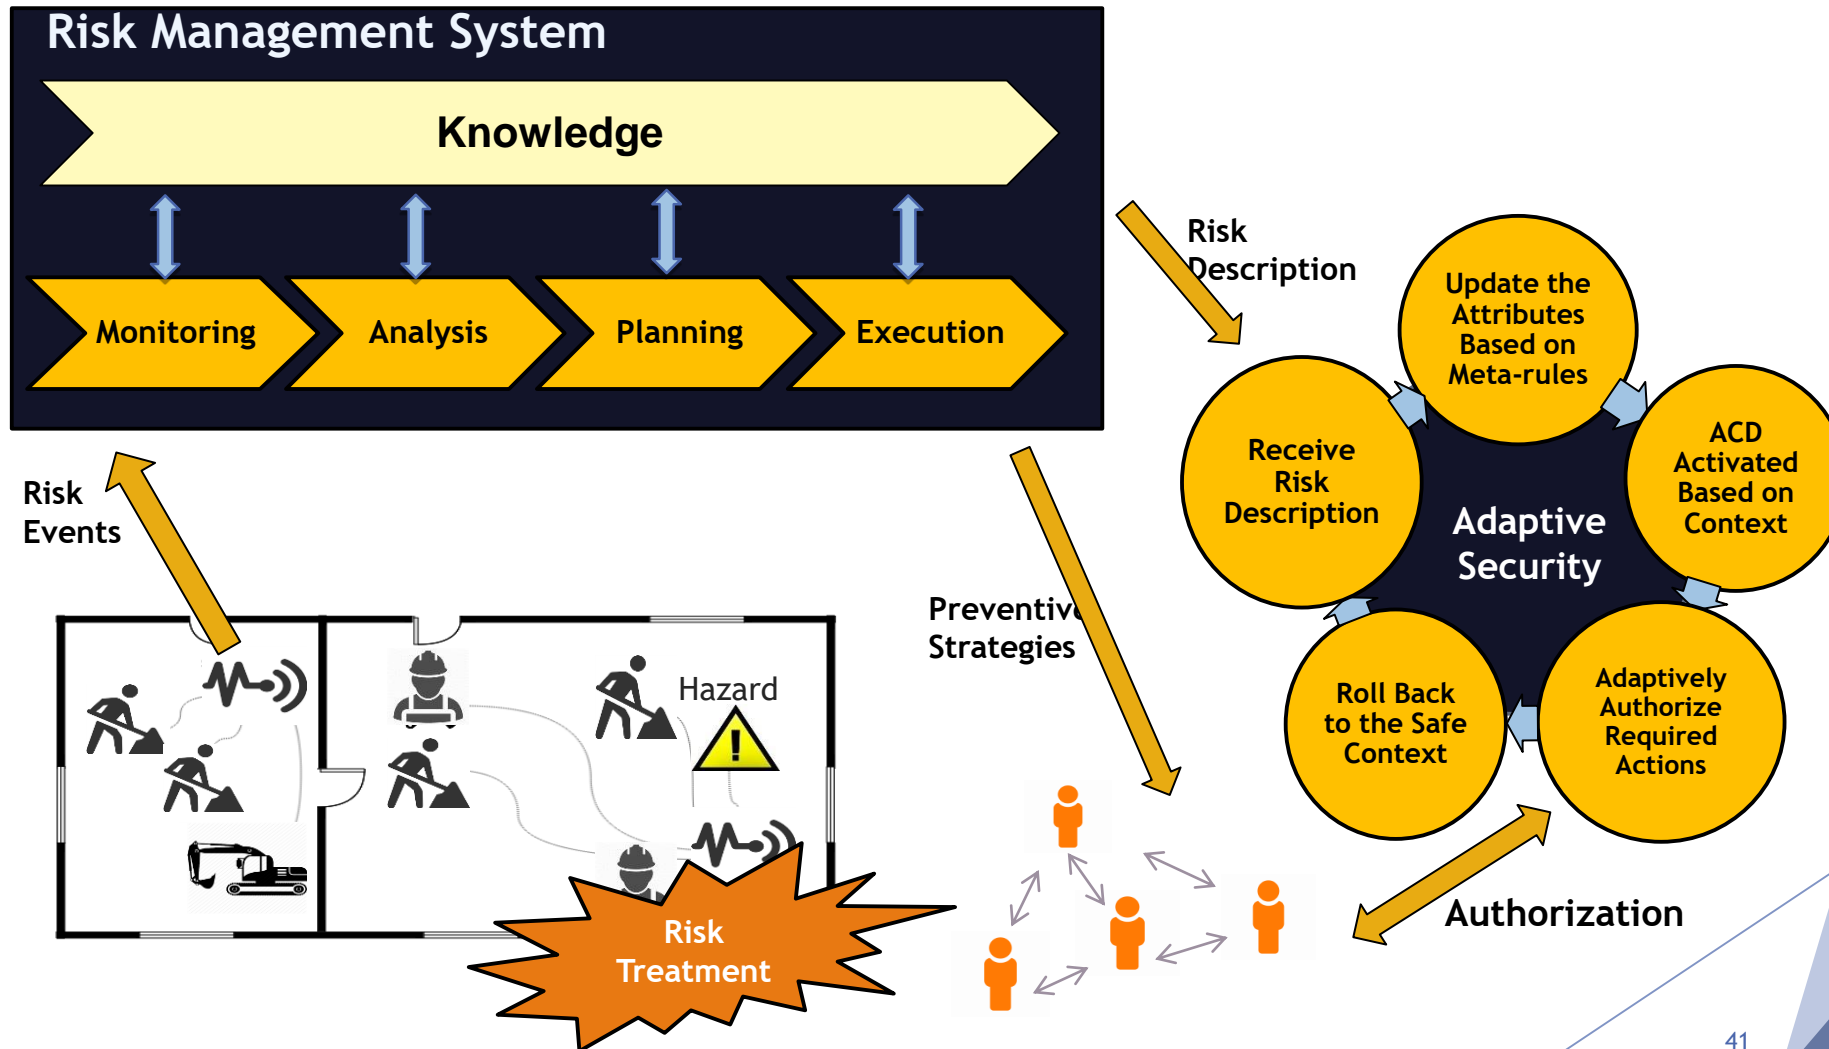 Risk Management System
Knowledge
Monitoring
Analysis
Planning
Execution
Risk
Description
Update the
Attributes
Based on
Meta-rules
Receive
Risk
Description
ACD
Activated
Based on
Context
Adaptive
Security
Roll Back
to the Safe
Context
Adaptively
Authorize
Required
Actions
Risk
Events
Preventive
Strategies
Hazard
Risk
Treatment
Authorization
41